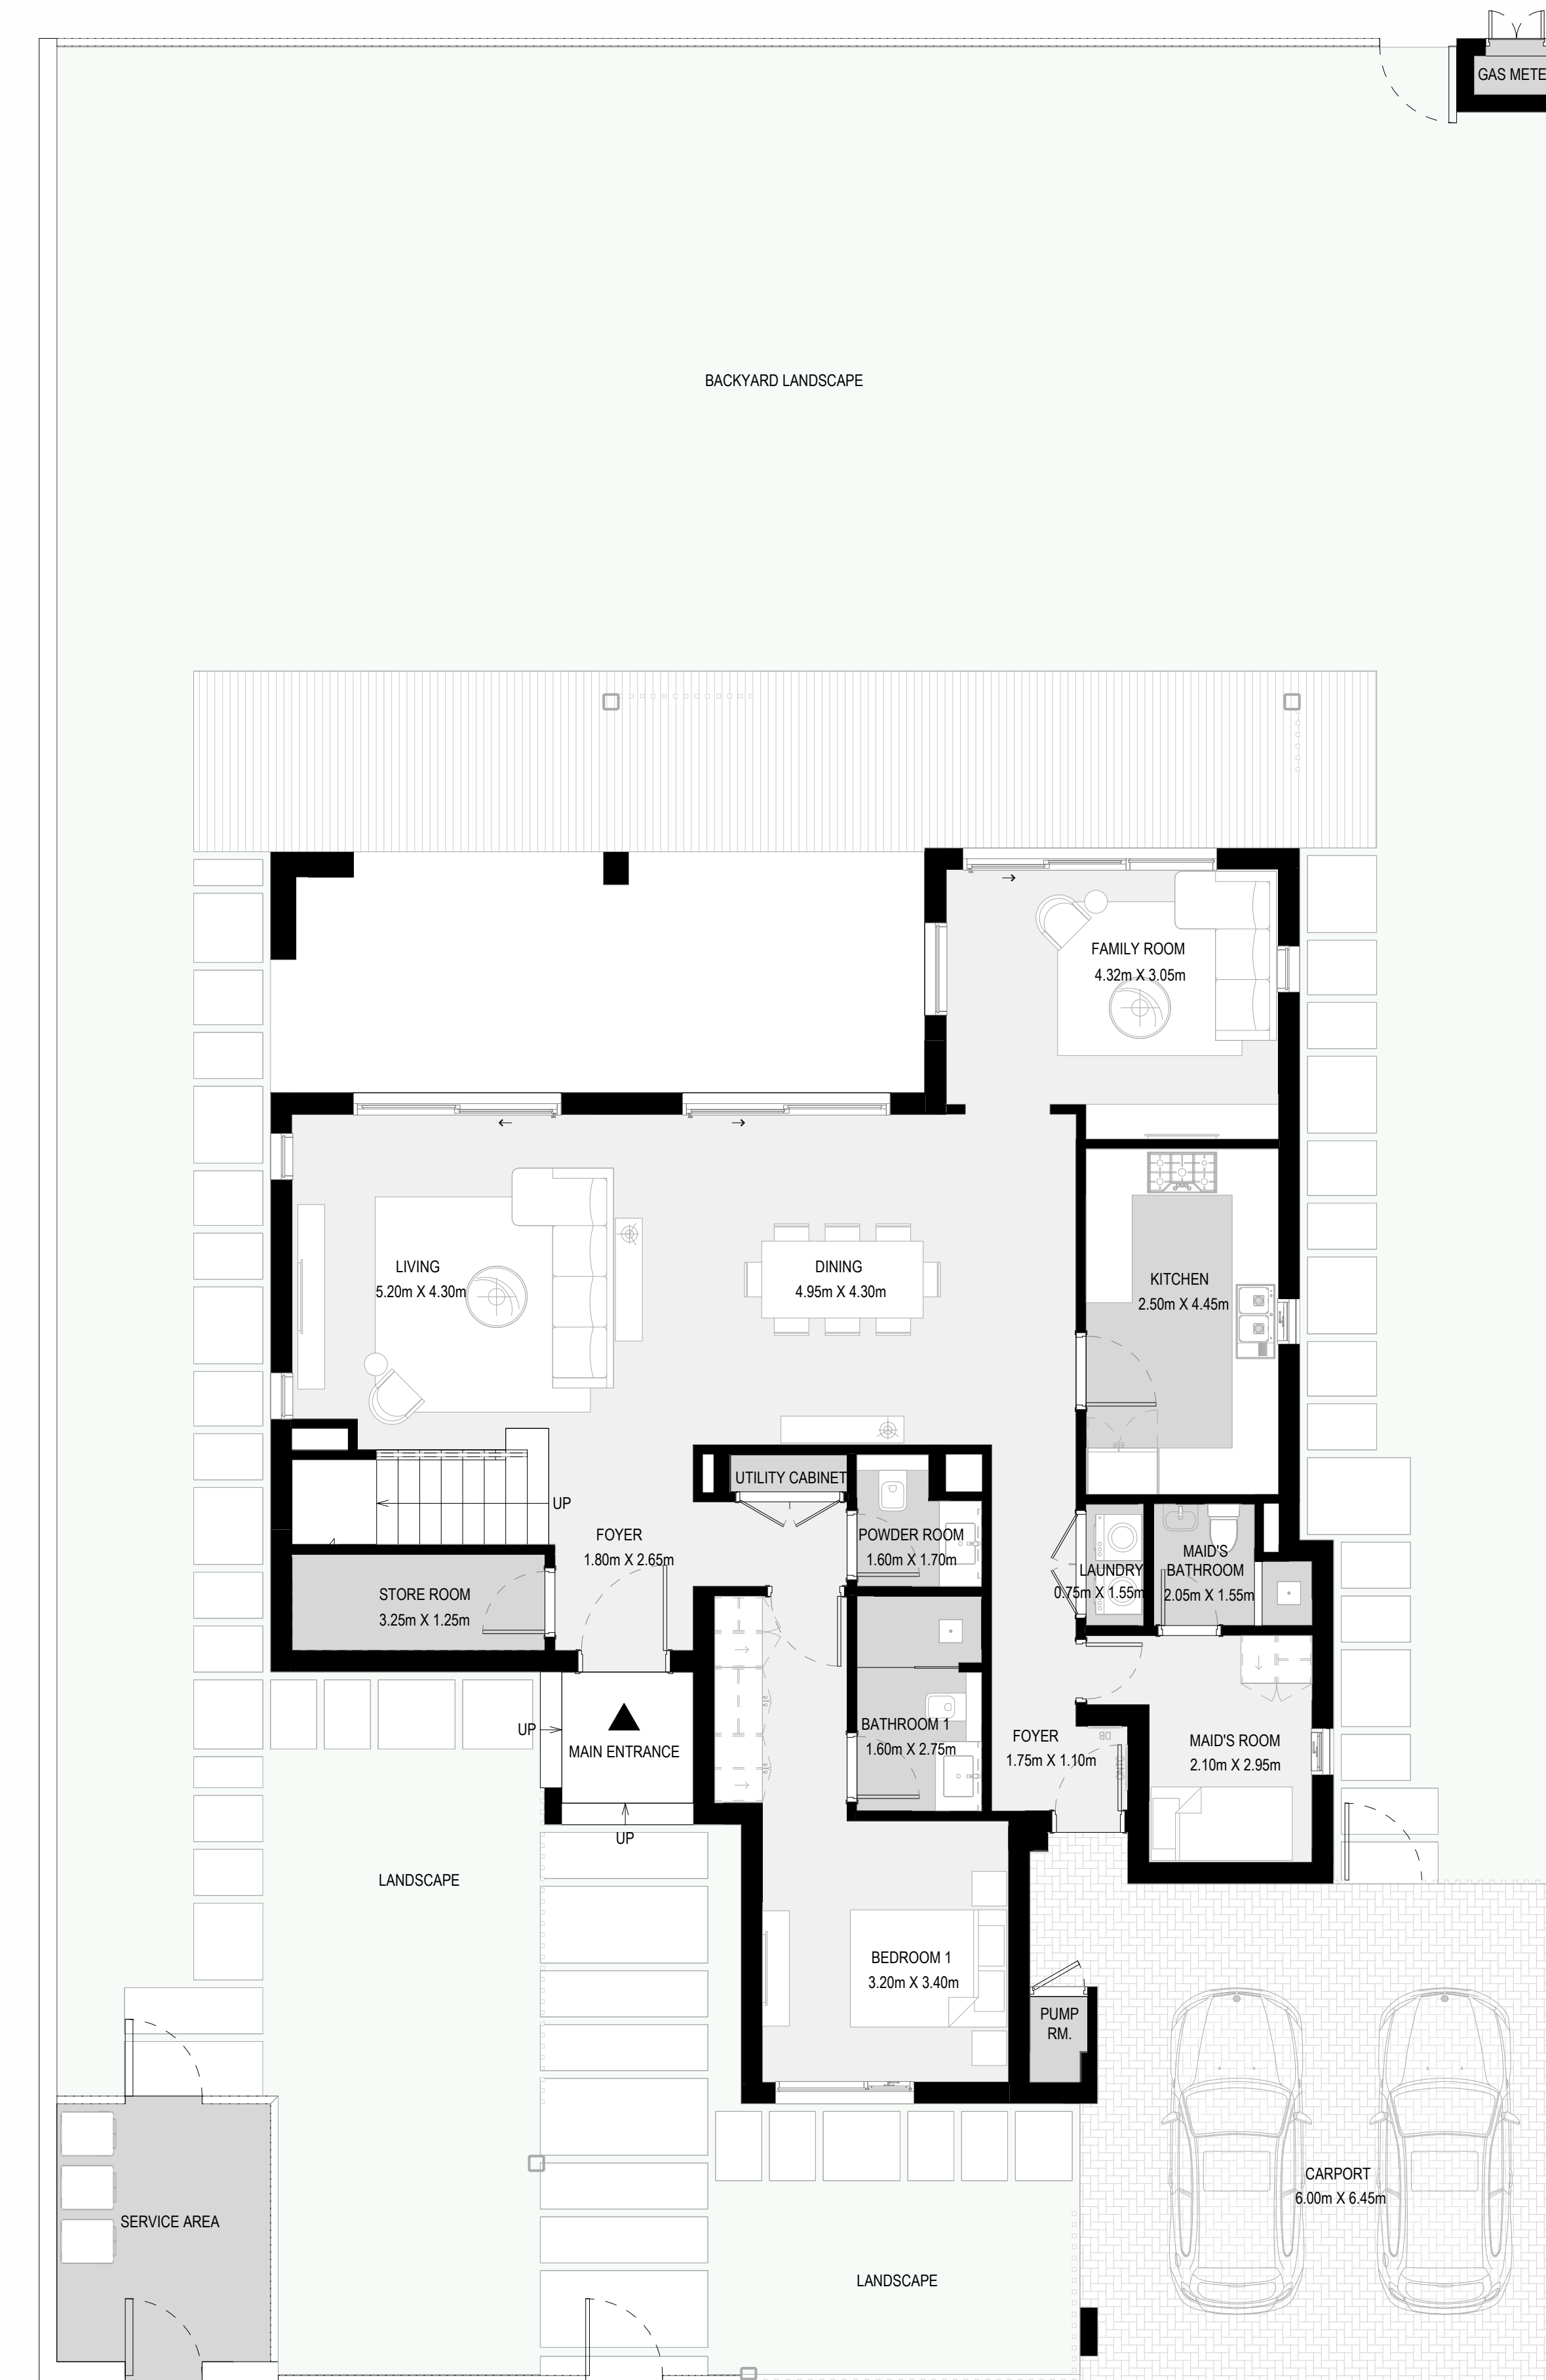 GAS METE
BACKYARD LANDSCAPE
FAMILY ROOM
4.32m X 3.05m
LIVING
5.20m X 4.30m
DINING
4.95m X 4.30m
KITCHEN
2.50m X 4.45m
UTILITY CABINET
UP
FOYER
1.80m X 2.65m
POWDER ROOM
1.60m X 1.70m
LAUNDRY
0.75m X 1.55m
MAID'S
BATHROOM
2.05m X 1.55m
STORE ROOM
3.25m X 1.25m
UP
MAIN ENTRANCE
UP
BATHROOM 1
1.60m X 2.75m
FOYER
1.75m X 1.10m
DB
MAID'S ROOM
2.10m X 2.95m
LANDSCAPE
BEDROOM 1
3.20m X 3.40m
PUMP
RM.
CARPORT
6.00m X 6.45m
SERVICE AREA
LANDSCAPE